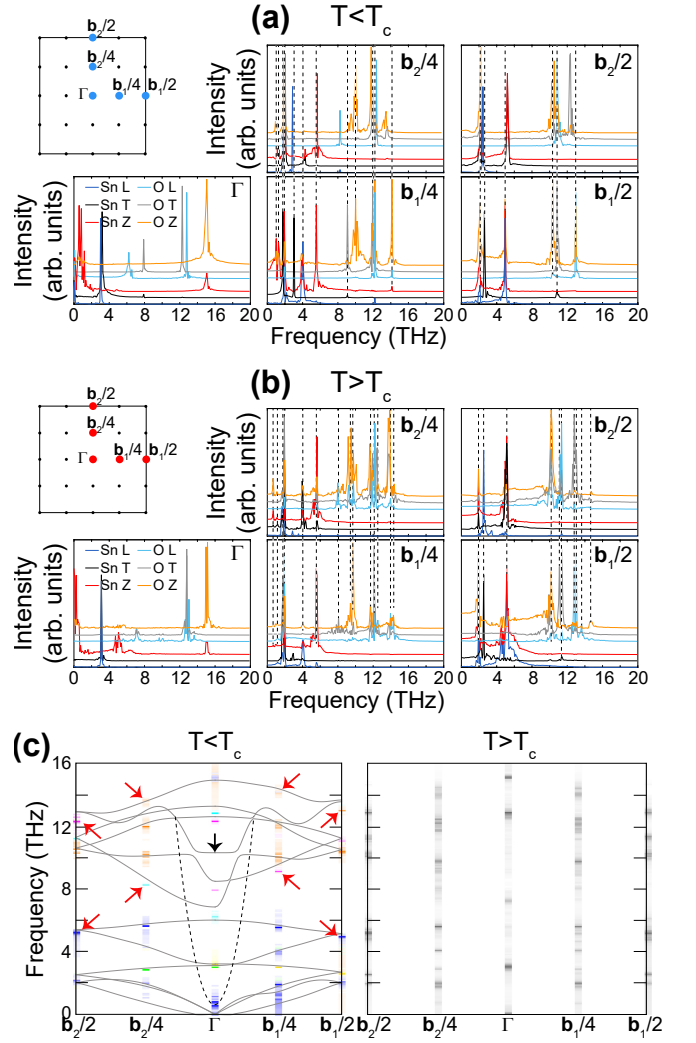 (a)
T<Tc
b2/2
b2/4
Γ
b1/4
b1/2
Intensity
(arb. units)
b2/4
b2/2
Intensity
(arb. units)
Sn L
O L
Sn T
O T
Sn Z
O Z
Γ
Intensity
(arb. units)
b1/4
b1/2
0 4 8 12 16 20
0 4 8 12 16 20
0 4 8 12 16 20
Frequency (THz)
(b)
T>Tc
b2/2
b2/4
Γ
b1/4
b1/2
Intensity
(arb. units)
b2/4
b2/2
Intensity
(arb. units)
Sn L
O L
Sn T
O T
Sn Z
O Z
Γ
Intensity
(arb. units)
b1/4
b1/2
0 4 8 12 16 20
0 4 8 12 16 20
0 4 8 12 16 20
Frequency (THz)
(c)
T<Tc
T>Tc
Frequency (THz)
16
12
8
4
0
b2/2 b2/4 Γ b1/4 b1/2
b2/2 b2/4 Γ b1/4 b1/2